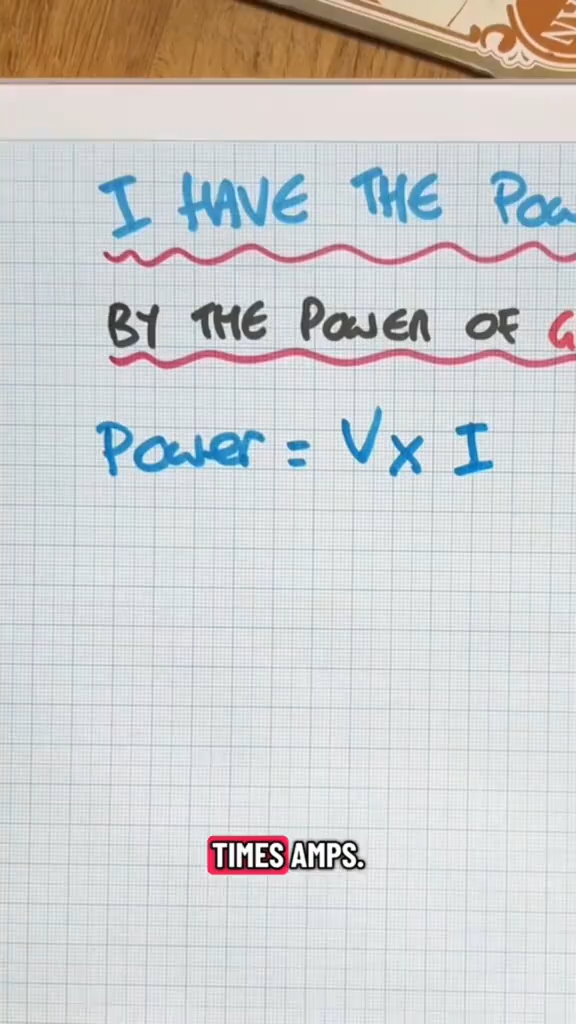 I HAVE THE
BY THE POWER OF
Power = V x I
TIMES AMPS.